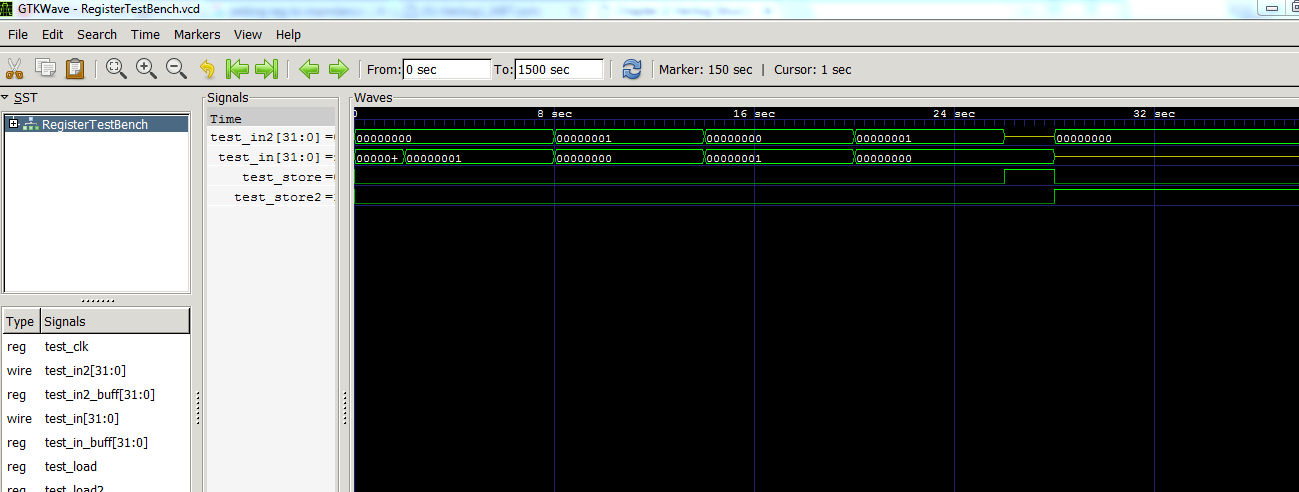 GTKWave - RegisterTestBench.vcd
File Edit Search Time Markers View Help
From: 0 sec To: 1500 sec Marker: 150 sec | Cursor: 1 sec
SST
RegisterTestBench
Type Signals
reg test_clk
wire test_in2[31:0]
reg test_in2_buff[31:0]
wire test_in[31:0]
reg test_in_buff[31:0]
reg test_load
reg test_load2
Signals
Time
test_in2[31:0] =
test_in[31:0] =
test_store =
test_store2 =
Waves
0 8 sec 16 sec 24 sec 32 sec
00000000 00000001 00000000 00000001 00000000
00000+ 00000001 00000000 00000001 00000000